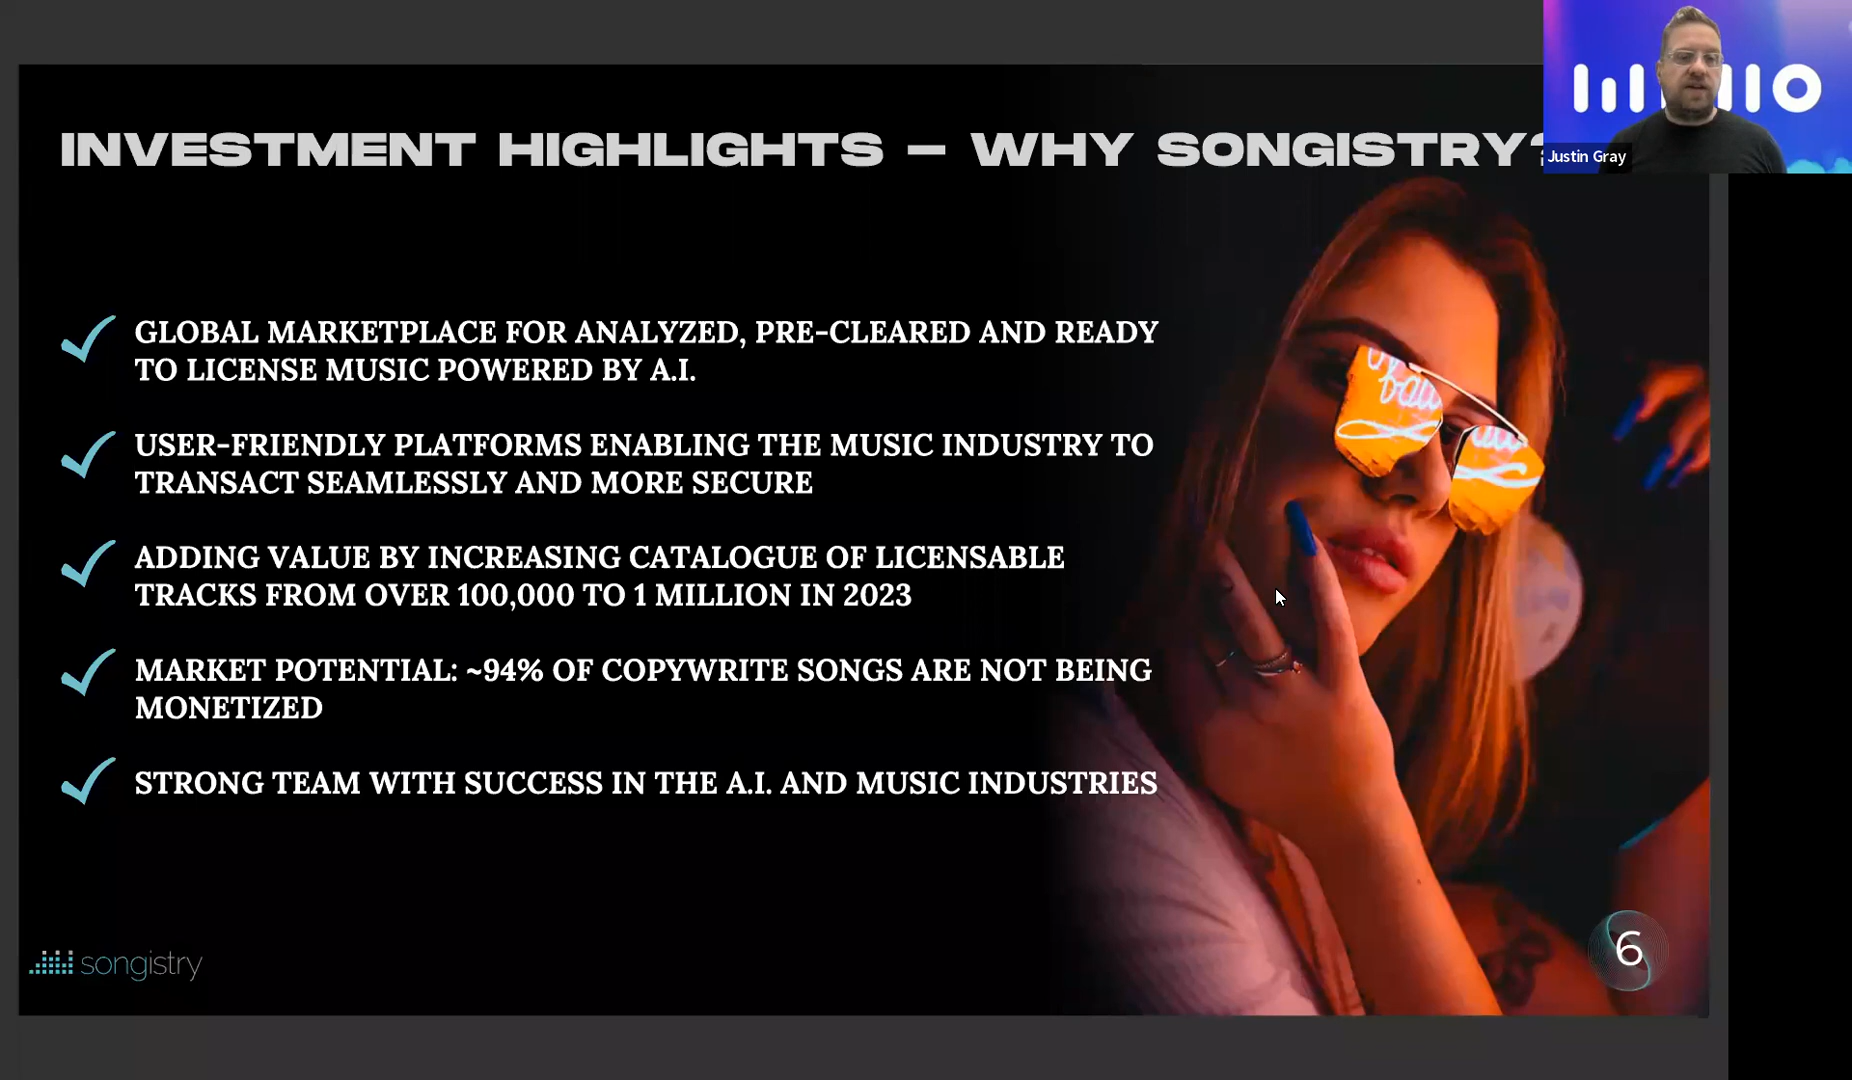 INVESTMENT HIGHLIGHTS – WHY SONGISTRY?
Justin Gray
GLOBAL MARKETPLACE FOR ANALYZED, PRE-CLEARED AND READY
TO LICENSE MUSIC POWERED BY A.I.
USER-FRIENDLY PLATFORMS ENABLING THE MUSIC INDUSTRY TO
TRANSACT SEAMLESSLY AND MORE SECURE
ADDING VALUE BY INCREASING CATALOGUE OF LICENSABLE
TRACKS FROM OVER 100,000 TO 1 MILLION IN 2023
MARKET POTENTIAL: ~94% OF COPYWRITE SONGS ARE NOT BEING
MONETIZED
STRONG TEAM WITH SUCCESS IN THE A.I. AND MUSIC INDUSTRIES
songistry
6